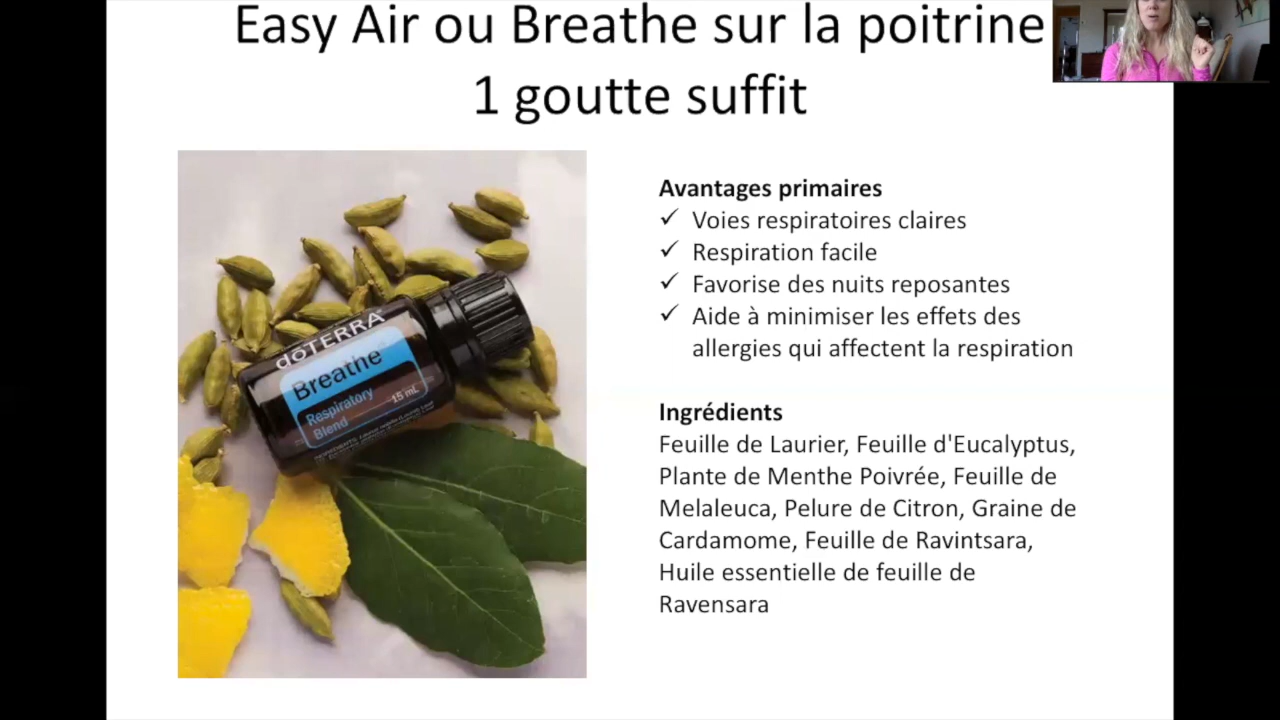 Easy Air ou Breathe sur la poitrine
1 goutte suffit
dōTERRA
Breathe
Respiratory
Blend
15 mL
Avantages primaires
✓ Voies respiratoires claires
✓ Respiration facile
✓ Favorise des nuits reposantes
✓ Aide à minimiser les effets des
allergies qui affectent la respiration
Ingrédients
Feuille de Laurier, Feuille d'Eucalyptus,
Plante de Menthe Poivrée, Feuille de
Melaleuca, Pelure de Citron, Graine de
Cardamome, Feuille de Ravintsara,
Huile essentielle de feuille de
Ravensara